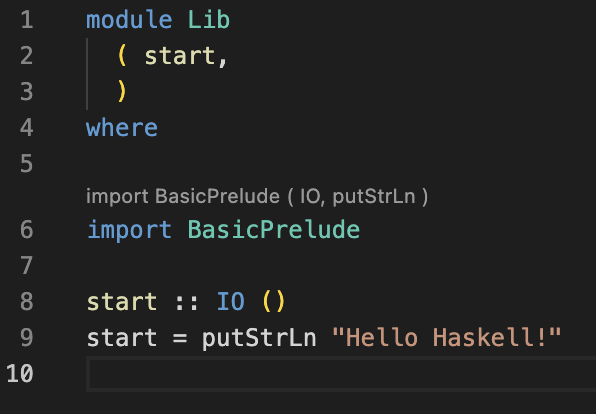 1 module Lib
2 ( start,
3 )
4 where
5
import BasicPrelude ( IO, putStrLn )
6 import BasicPrelude
7
8 start :: IO ()
9 start = putStrLn "Hello Haskell!"
10